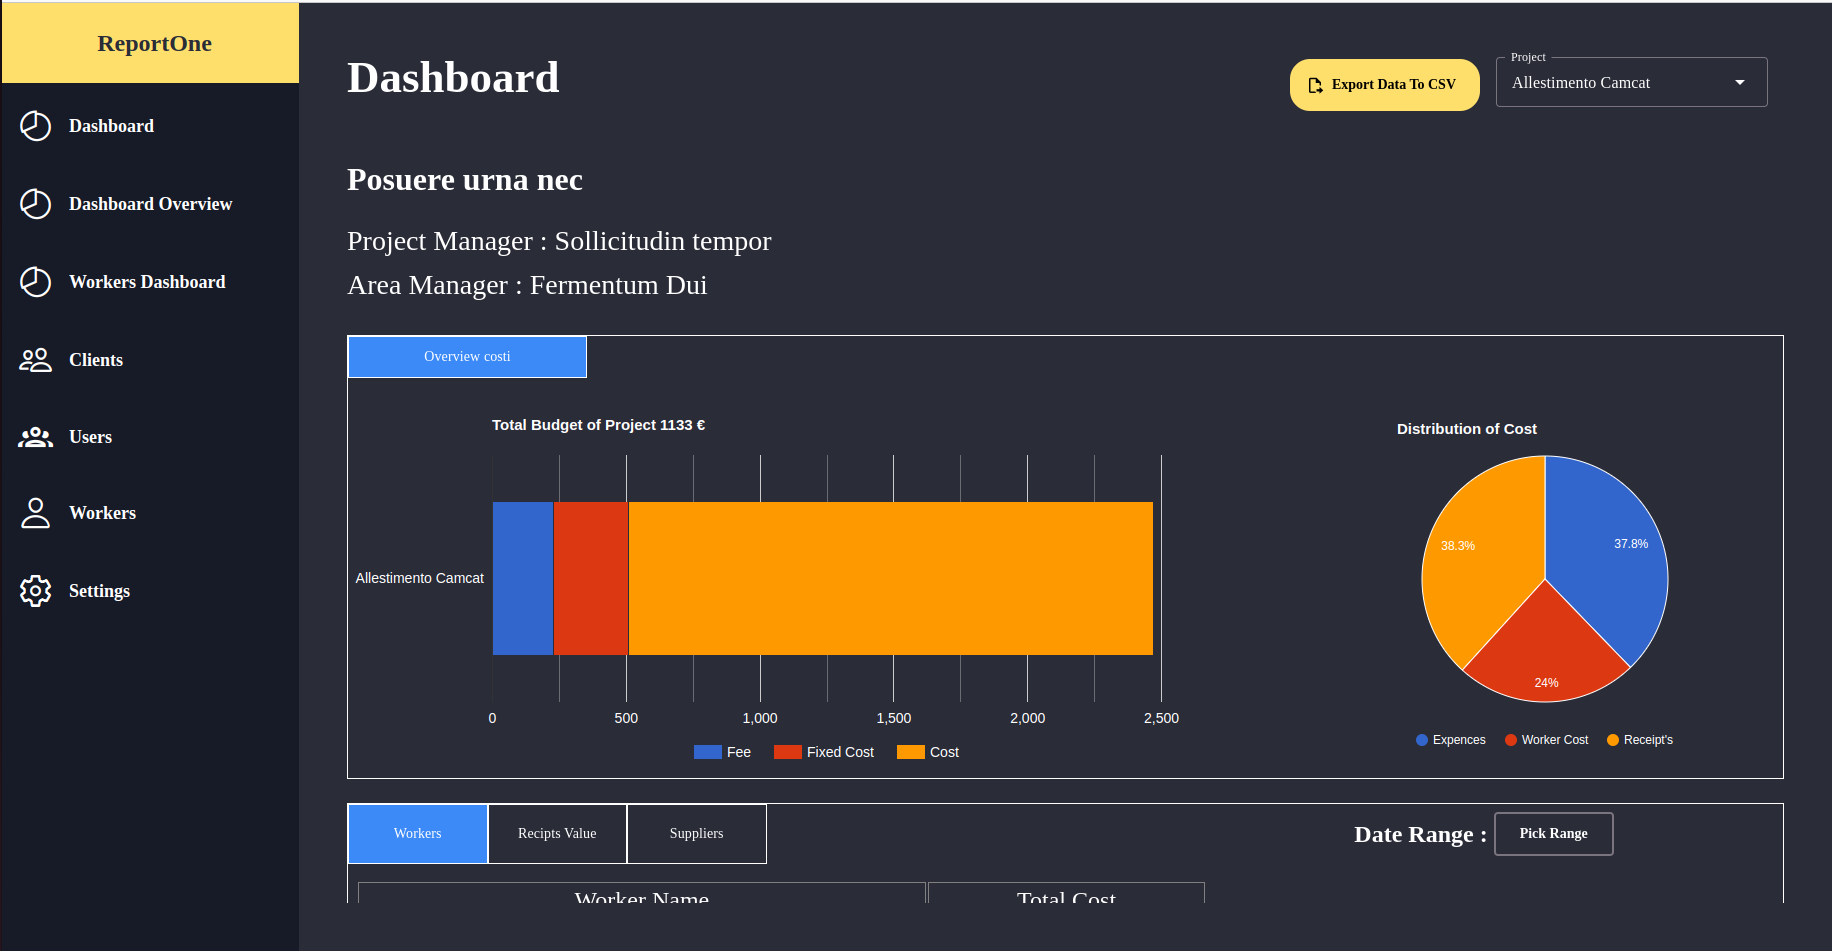 ReportOne
Dashboard
Dashboard Overview
Workers Dashboard
Clients
Users
Workers
Settings
Dashboard
Export Data To CSV
Project
Allestimento Camcat
Posuere urna nec
Project Manager : Sollicitudin tempor
Area Manager : Fermentum Dui
Overview costi
Total Budget of Project 1133 €
Allestimento Camcat
0 500 1,000 1,500 2,000 2,500
Fee Fixed Cost Cost
Distribution of Cost
38.3% 37.8%
24%
Expences Worker Cost Receipt's
Workers Recipts Value Suppliers
Date Range : Pick Range
Worker Name Total Cost